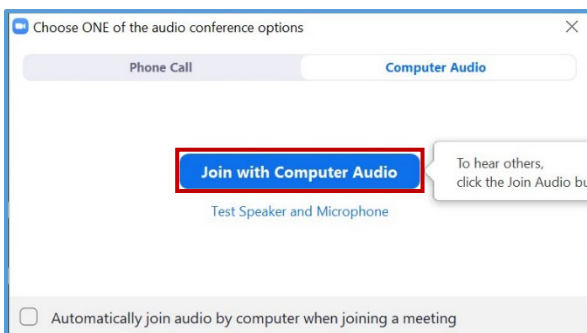 Choose ONE of the audio conference options
Phone Call
Computer Audio
Join with Computer Audio
To hear others,
click the Join Audio
Test Speaker and Microphone
Automatically join audio by computer when joining a meeting